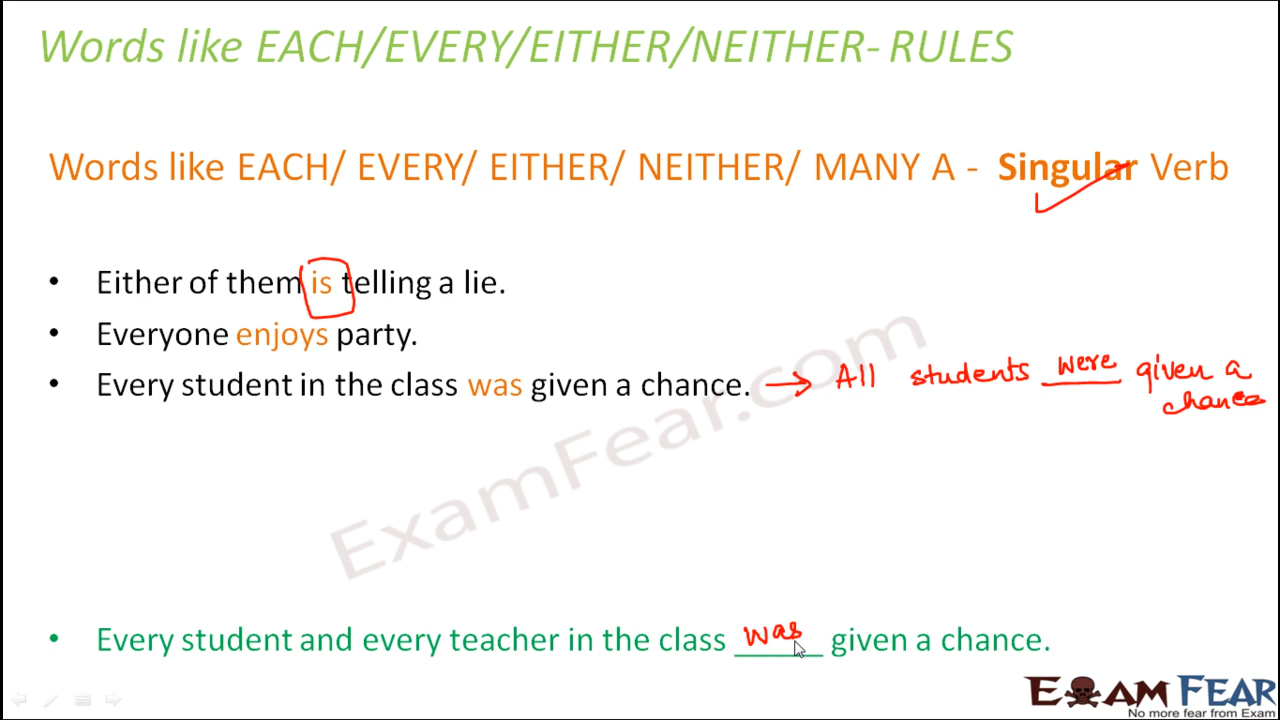 Words like EACH/EVERY/EITHER/NEITHER- RULES
Words like EACH/ EVERY/ EITHER/ NEITHER/ MANY A - Singular Verb
• Either of them is telling a lie.
• Everyone enjoys party.
• Every student in the class was given a chance. → All students were given a
chance
ExamFear.com
• Every student and every teacher in the class was given a chance.
EXAM FEAR
No more fear from Exam